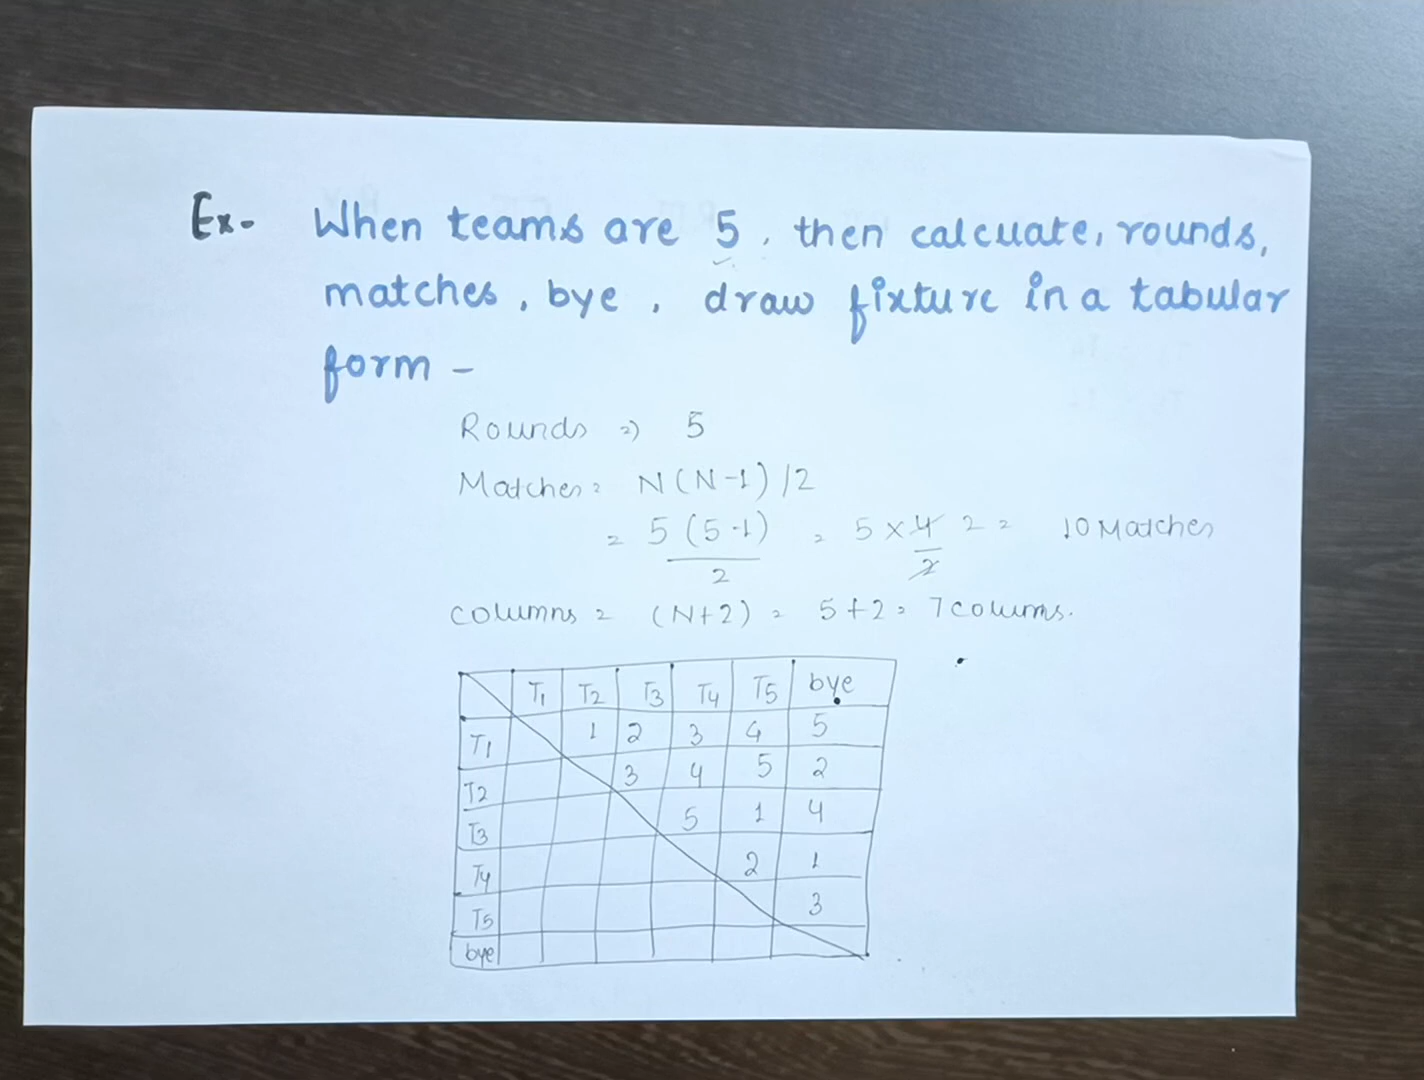 Ex- When teams are 5, then calcuate, rounds,
matches, bye, draw fixture in a tabular
form -
Rounds => 5
Matches = N(N-1)/2
= 5(5-1)/2 = 5 x 4/2 2 = 10 Matches
columns = (N+2) = 5+2 = 7 colums.
T1 T2 T3 T4 T5 bye
T1 1 2 3 4 5
T2 3 4 5 2
T3 5 1 4
T4 2 1
T5 3
bye